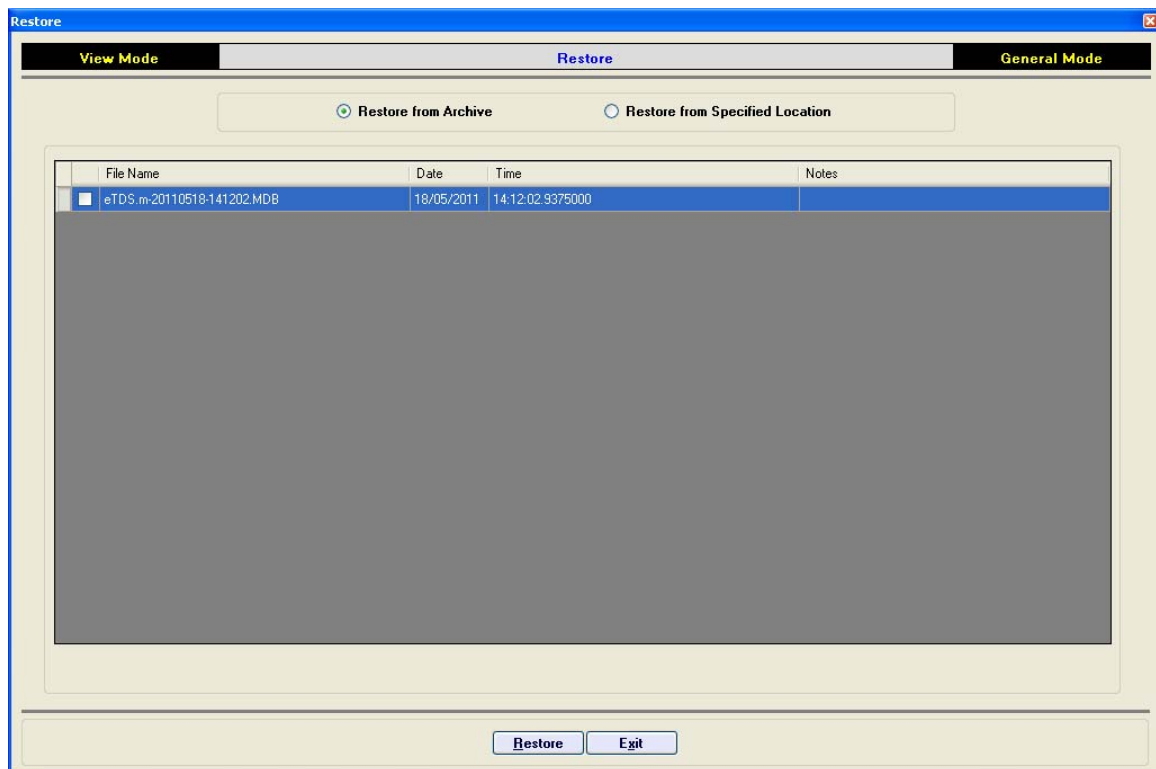 Restore
View Mode Restore General Mode
Restore from Archive Restore from Specified Location
File Name Date Time Notes
eTDS.m-20110518-141202.MDB 18/05/2011 14:12:02.9375000
Restore Exit